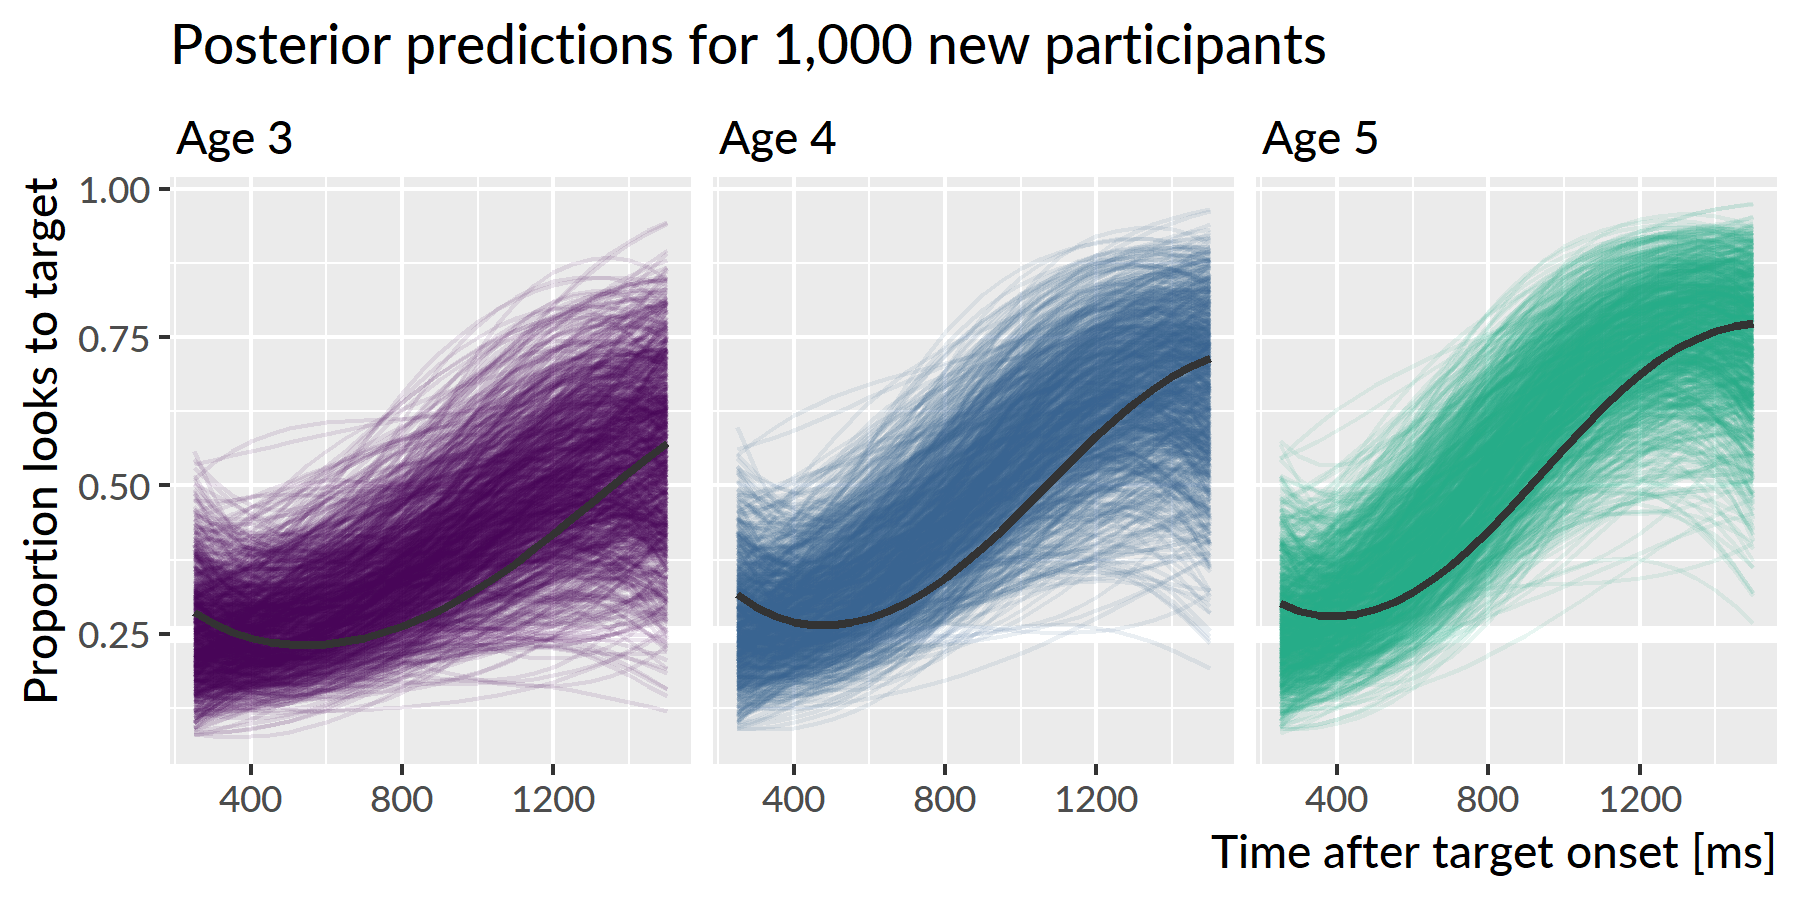 Posterior predictions for 1,000 new participants
Age 3
Age 4
Age 5
Proportion looks to target
1.00
0.75
0.50
0.25
400 800 1200
400 800 1200
400 800 1200
Time after target onset [ms]